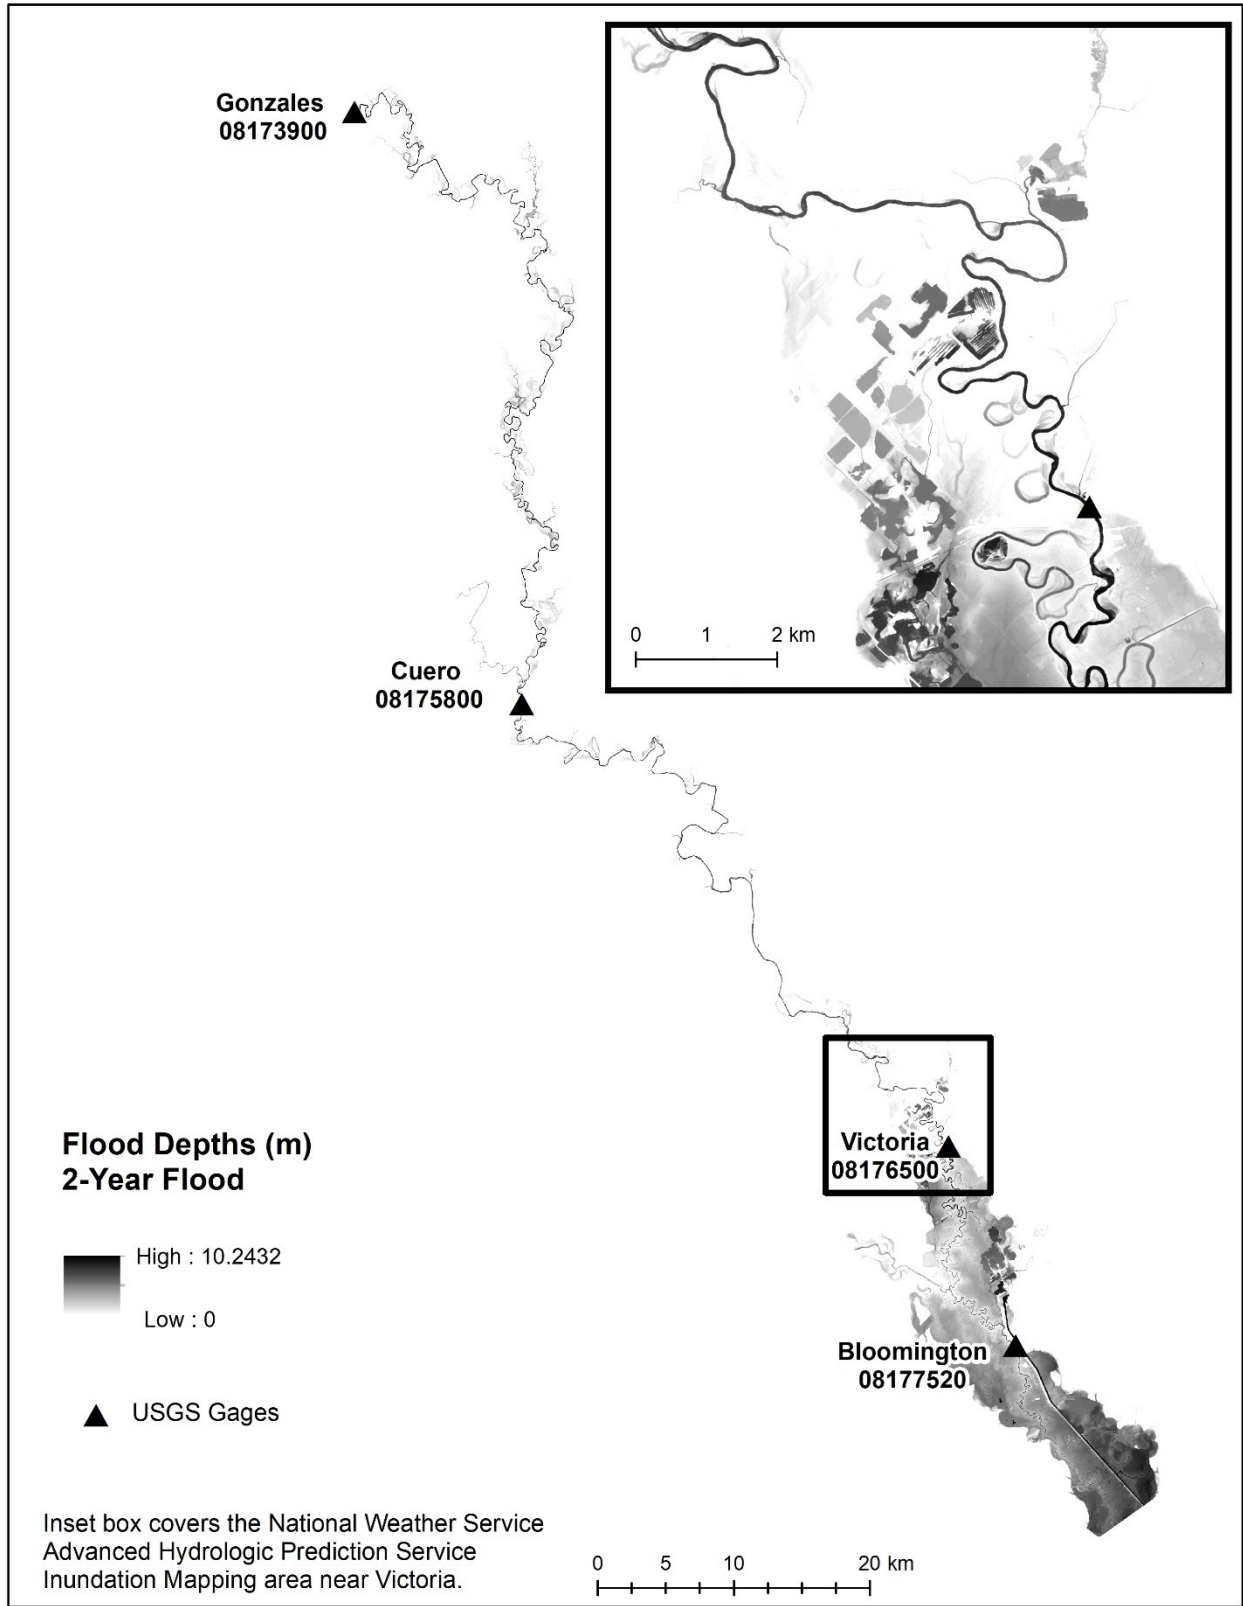 Gonzales
08173900
0 1 2 km
Cuero
08175800
Victoria
08176500
Flood Depths (m)
2-Year Flood
High : 10.2432
Low : 0
Bloomington
08177520
USGS Gages
Inset box covers the National Weather Service
Advanced Hydrologic Prediction Service
Inundation Mapping area near Victoria.
0 5 10 20 km